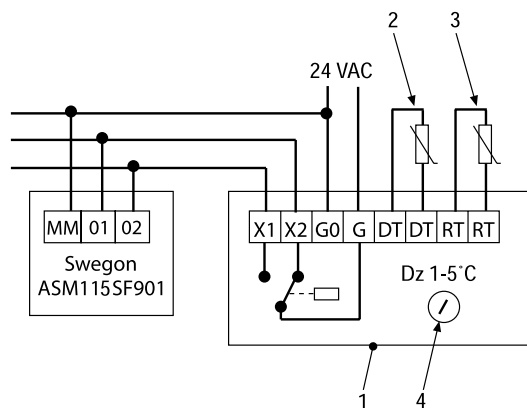 2 3
24 VAC
MM 01 02
X1 X2 G0 G DT DT RT RT
Swegon
ASM115SF901
Dz 1-5°C
1 4